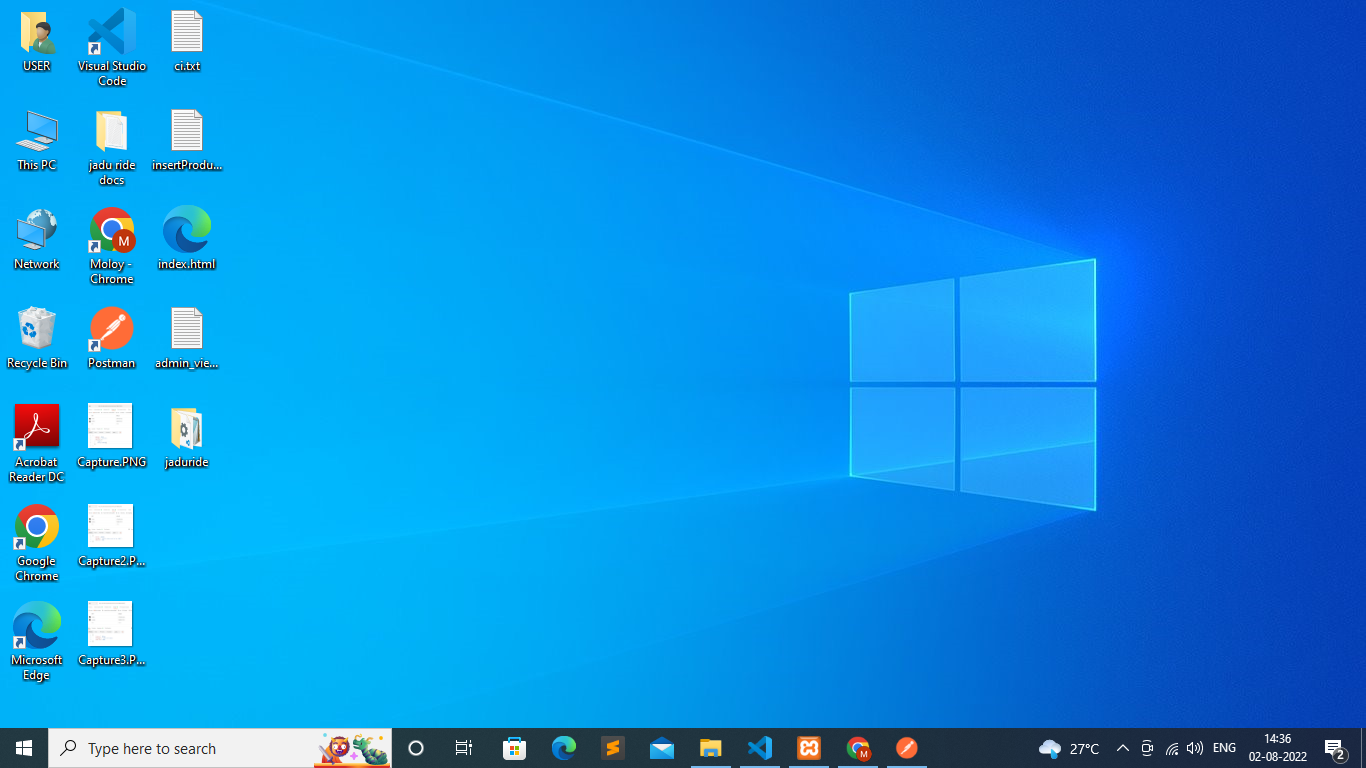 USER
Visual Studio
Code
ci.txt
This PC
jadu ride
docs
insertProdu...
Network
M
Moloy -
Chrome
index.html
Recycle Bin
Postman
admin_vie...
Acrobat
Reader DC
Capture.PNG
jaduride
Google
Chrome
Capture2.P...
Microsoft
Edge
Capture3.P...
Type here to search
M
27°C
ENG
14:36
02-08-2022
2